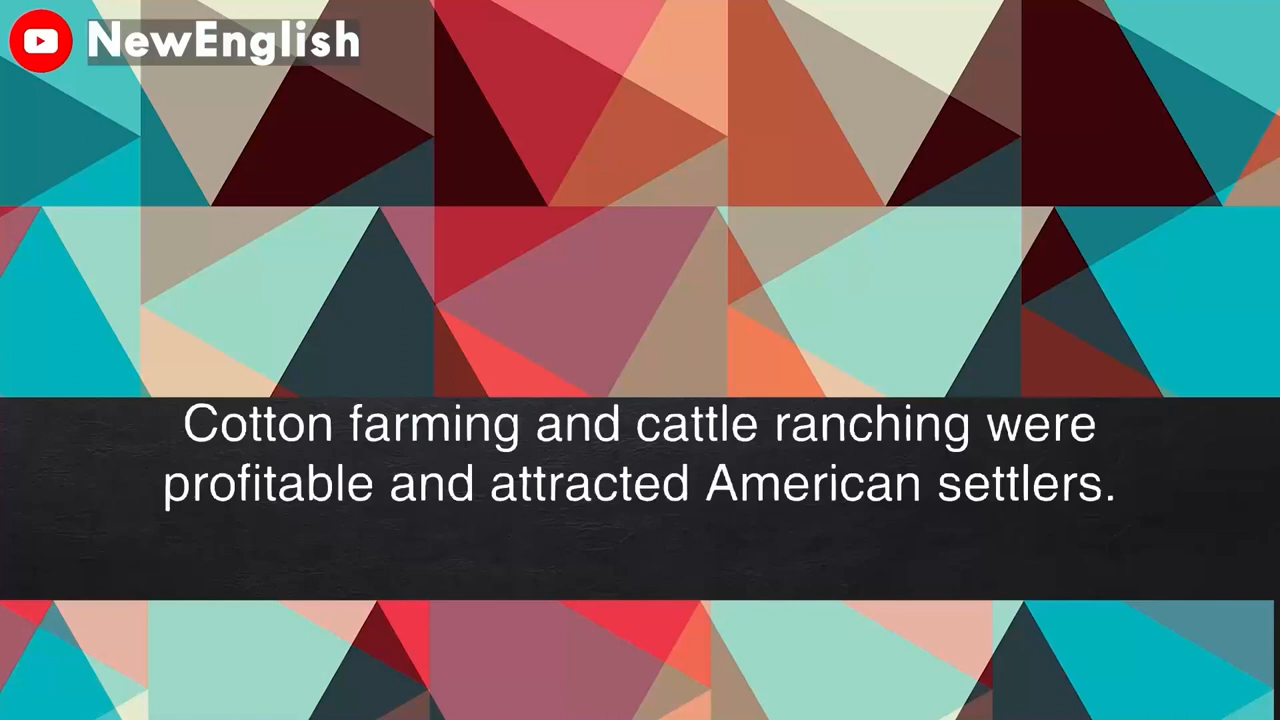 NewEnglish
Cotton farming and cattle ranching were
profitable and attracted American settlers.